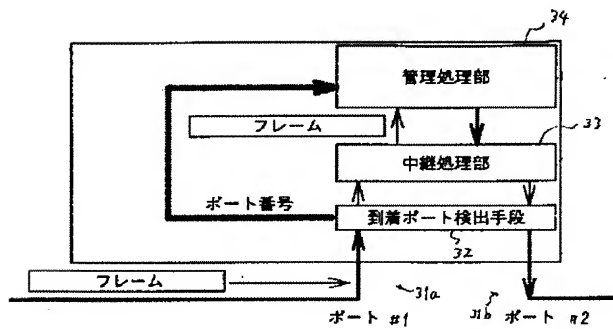 34
管理処理部
フレーム
33
中継処理部
ポート番号
到着ポート検出手段
32
フレーム
31a
31b
ポート #1
ポート #2